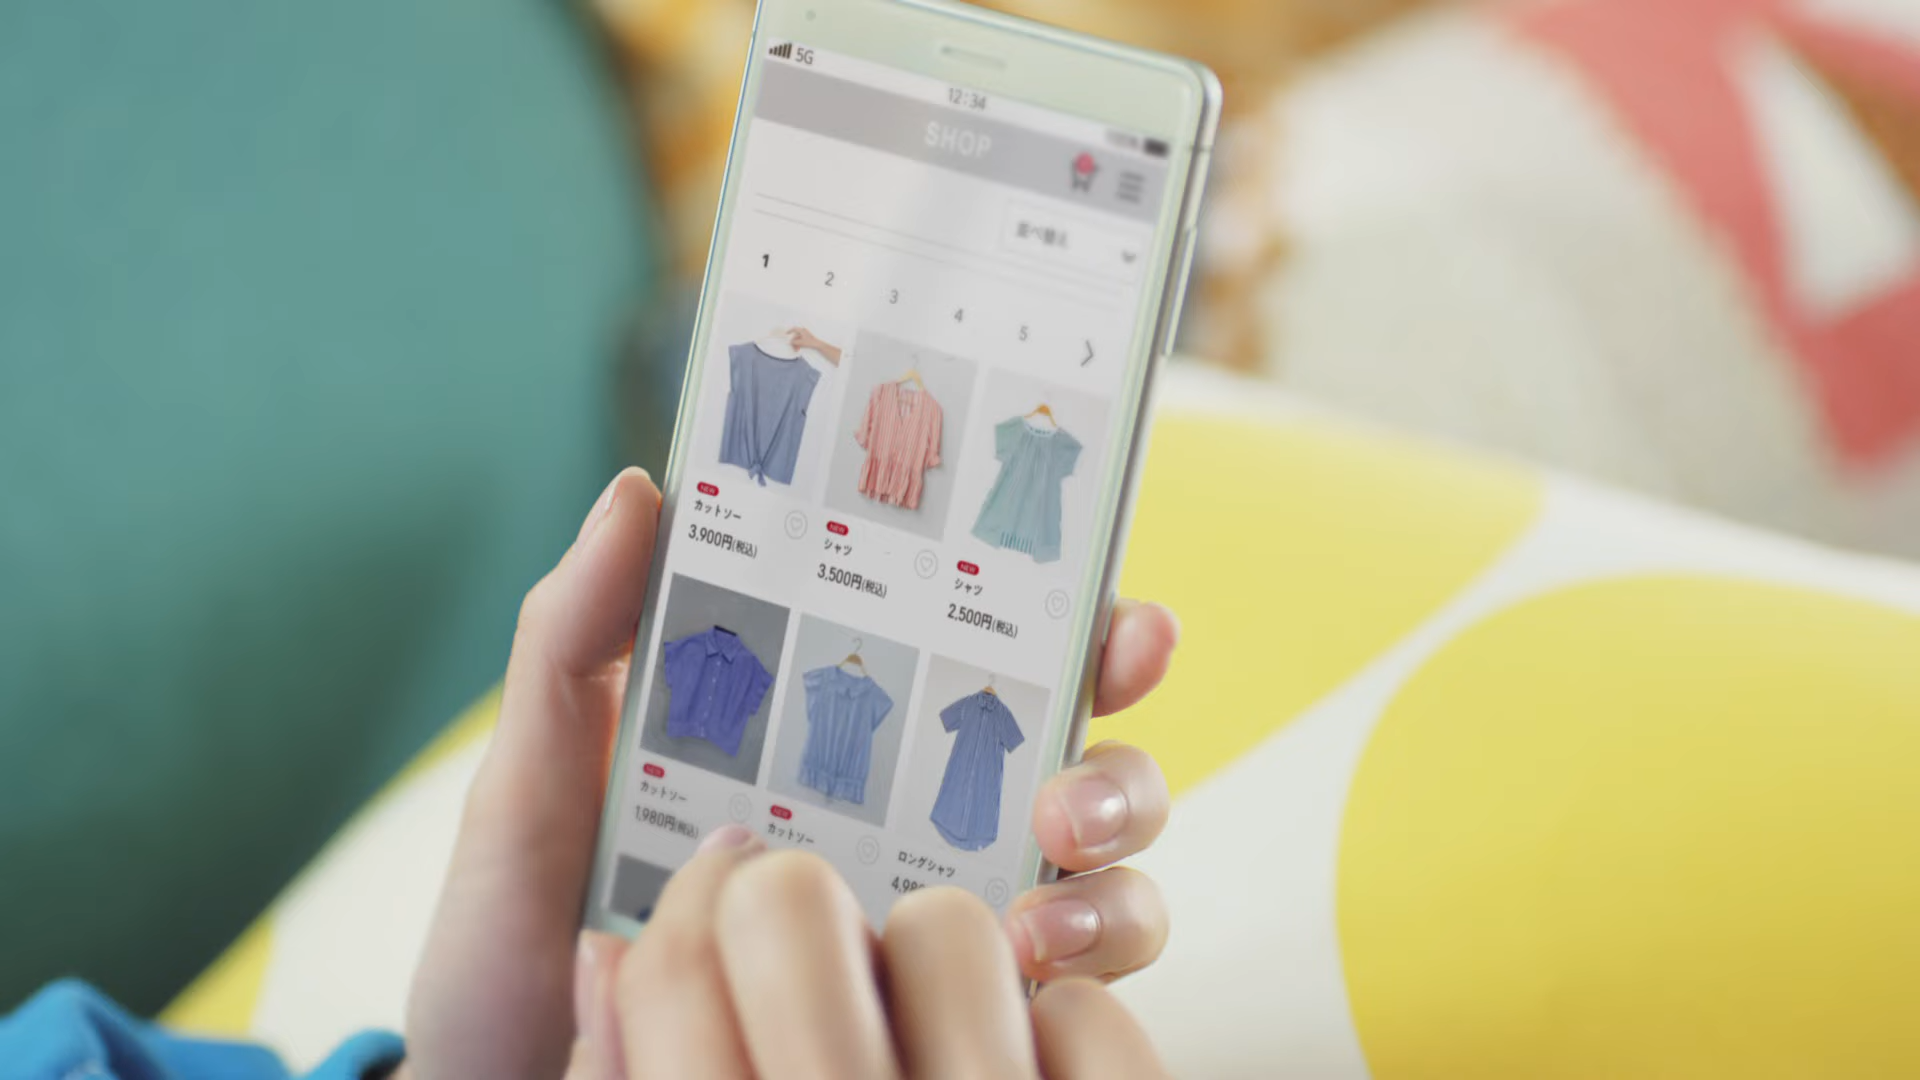 5G
12:34
SHOP
並べ替え
1 2 3 4 5
NEW
カットソー
3,900円(税込)
NEW
シャツ
3,500円(税込)
NEW
シャツ
2,500円(税込)
NEW
カットソー
1,980円(税込)
NEW
カットソー
ロングシャツ